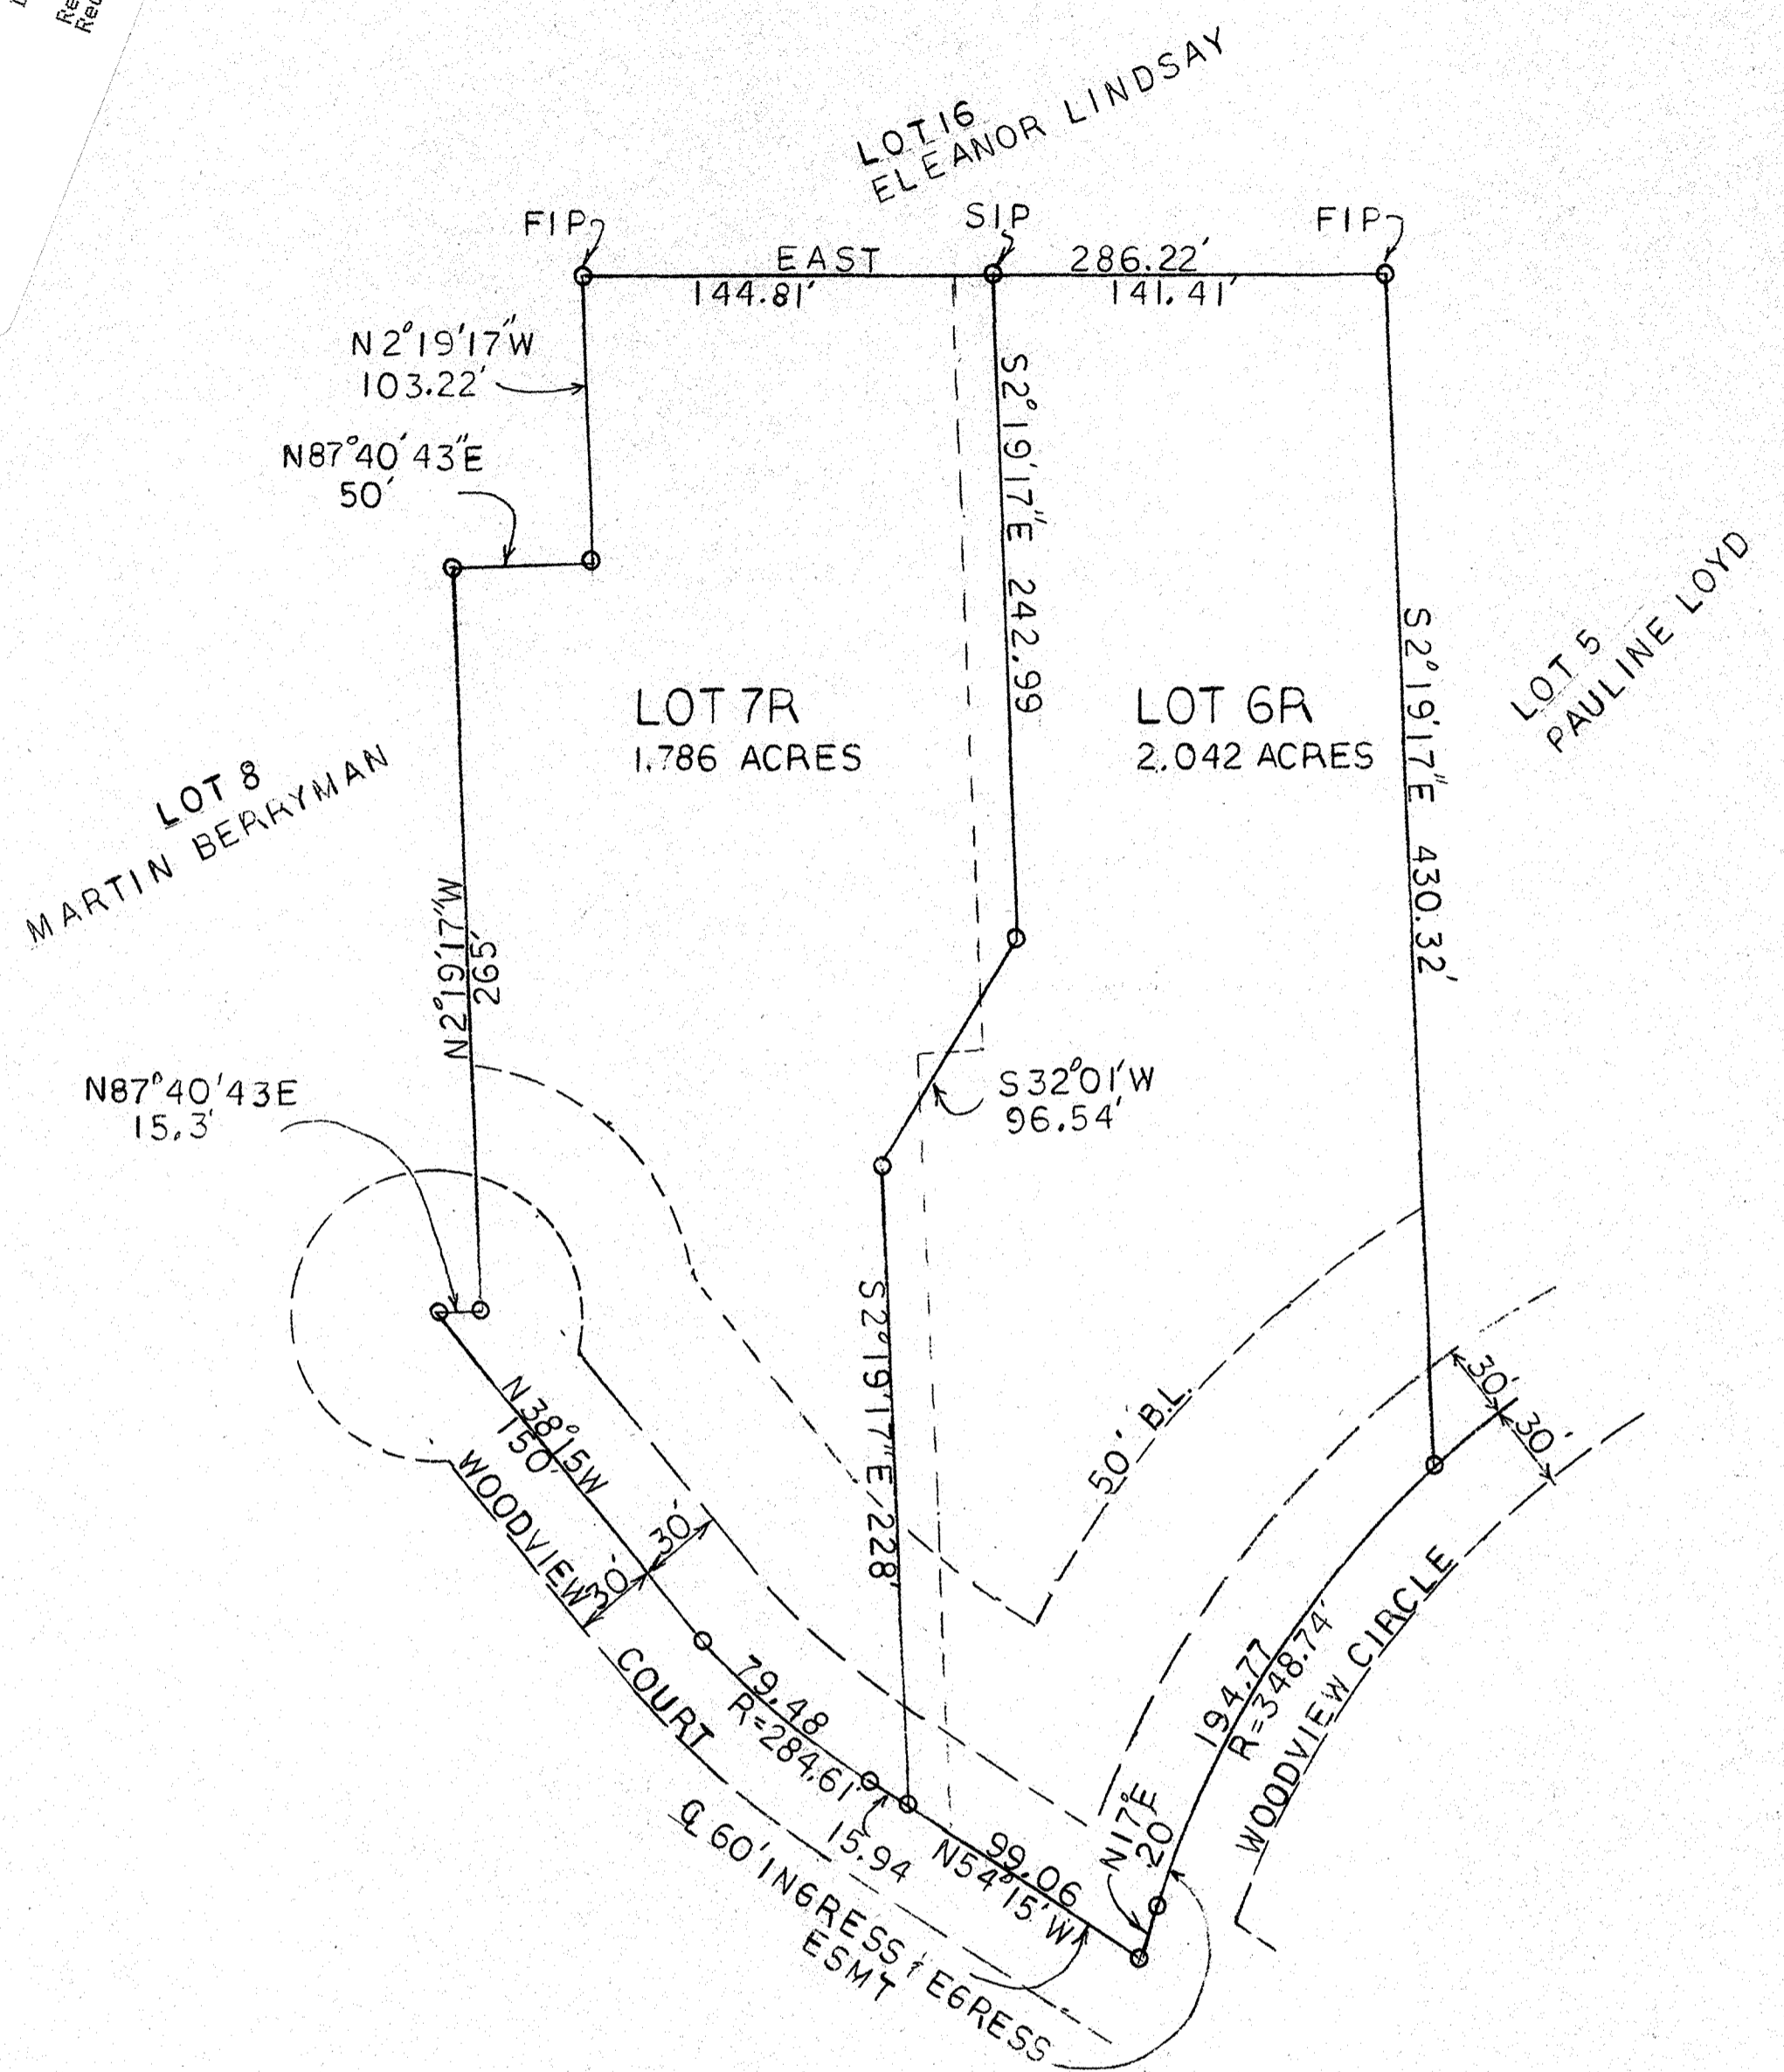 LOT 16
ELEANOR LINDSAY
FIP
SIP
FIP
EAST
286.22'
144.81'
141.41'
N2°19'17"W
103.22'
N87°40'43"E
50'
S2°19'17"E 242.99
LOT 7R
1.786 ACRES
LOT 6R
2.042 ACRES
S2°19'17"E 430.32'
LOT 5
PAULINE LOYD
LOT 8
MARTIN BERRYMAN
N2°19'17"W
265'
N87°40'43E
15.3'
S32°01'W
96.54'
S2°19'17"E 228'
50' B.L.
30'
30'
N38°15W
150'
30'
30'
WOODVIEW COURT
79.48
R=284.61'
15.94
99.06
N54°15'W
N17°E
20'
194.77
R=348.74'
WOODVIEW CIRCLE
℄ 60' INGRESS & EGRESS
ESMT